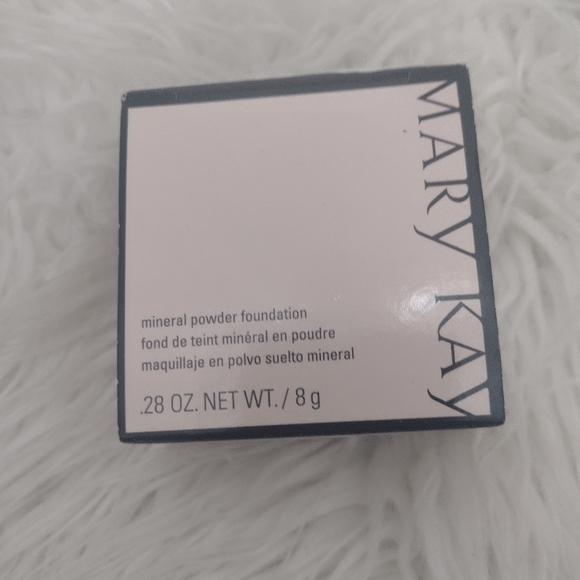 MARY KAY
mineral powder foundation
fond de teint minéral en poudre
maquillaje en polvo suelto mineral
.28 OZ. NET WT. / 8 g